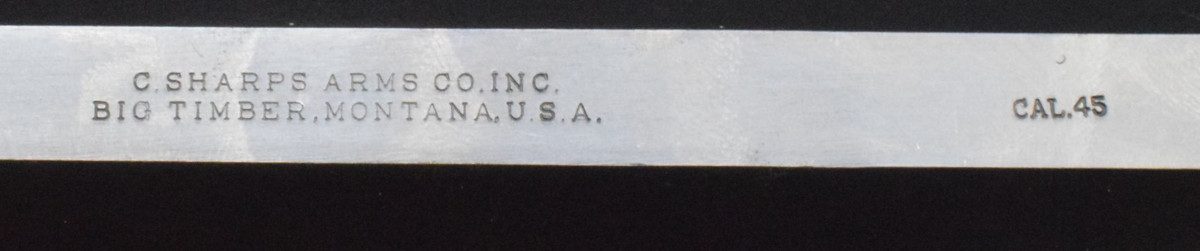 C.SHARPS ARMS CO.INC.
BIG TIMBER,MONTANA,U.S.A.
CAL.45